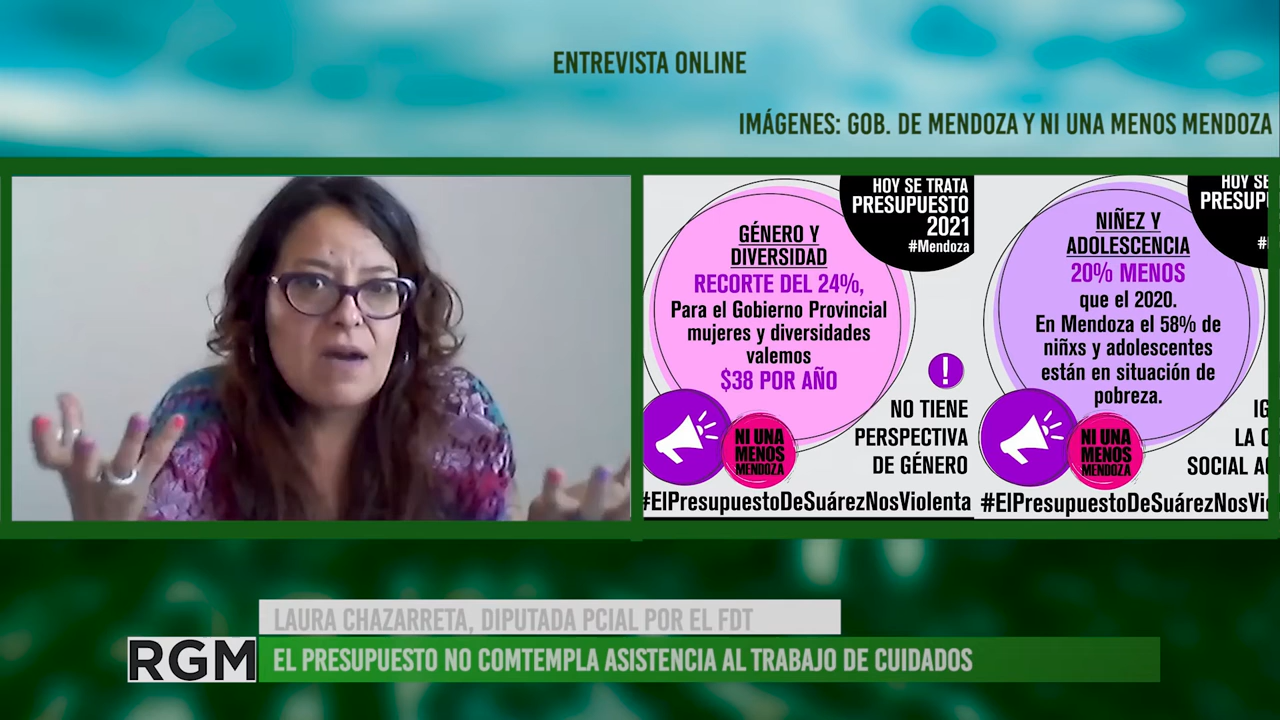 ENTREVISTA ONLINE
IMÁGENES: GOB. DE MENDOZA Y NI UNA MENOS MENDOZA
HOY SE TRATA
PRESUPUESTO
2021
#Mendoza
GÉNERO Y
DIVERSIDAD
RECORTE DEL 24%,
Para el Gobierno Provincial
mujeres y diversidades
valemos
$38 POR AÑO
!
NO TIENE
PERSPECTIVA
DE GÉNERO
NI UNA
MENOS
MENDOZA
#ElPresupuestoDeSuárezNosViolenta
HOY SE
PRESUP
#
NIÑEZ Y
ADOLESCENCIA
20% MENOS
que el 2020.
En Mendoza el 58% de
niñxs y adolescentes
están en situación de
pobreza.
IG
LA
SOCIAL
NI UNA
MENOS
MENDOZA
#ElPresupuestoDeSuárezNosVio
LAURA CHAZARRETA, DIPUTADA PCIAL POR EL FDT
RGM
EL PRESUPUESTO NO COMTEMPLA ASISTENCIA AL TRABAJO DE CUIDADOS